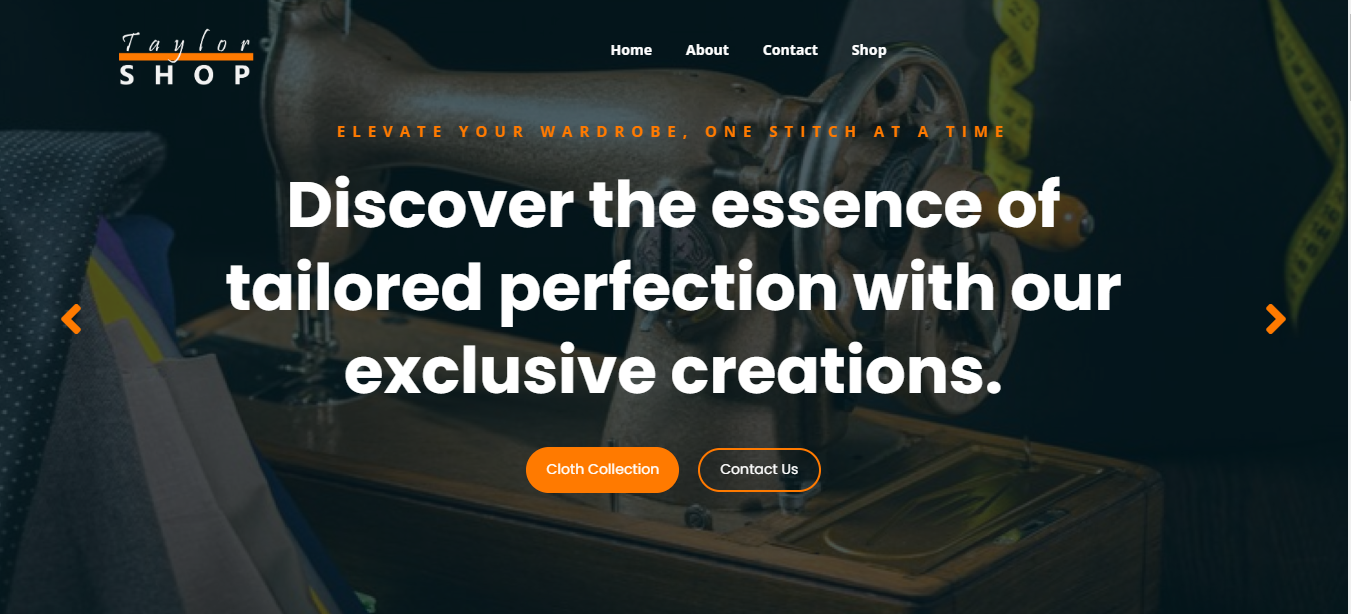 Taylor
SHOP
Home About Contact Shop
ELEVATE YOUR WARDROBE, ONE STITCH AT A TIME
Discover the essence of
tailored perfection with our
exclusive creations.
Cloth Collection Contact Us